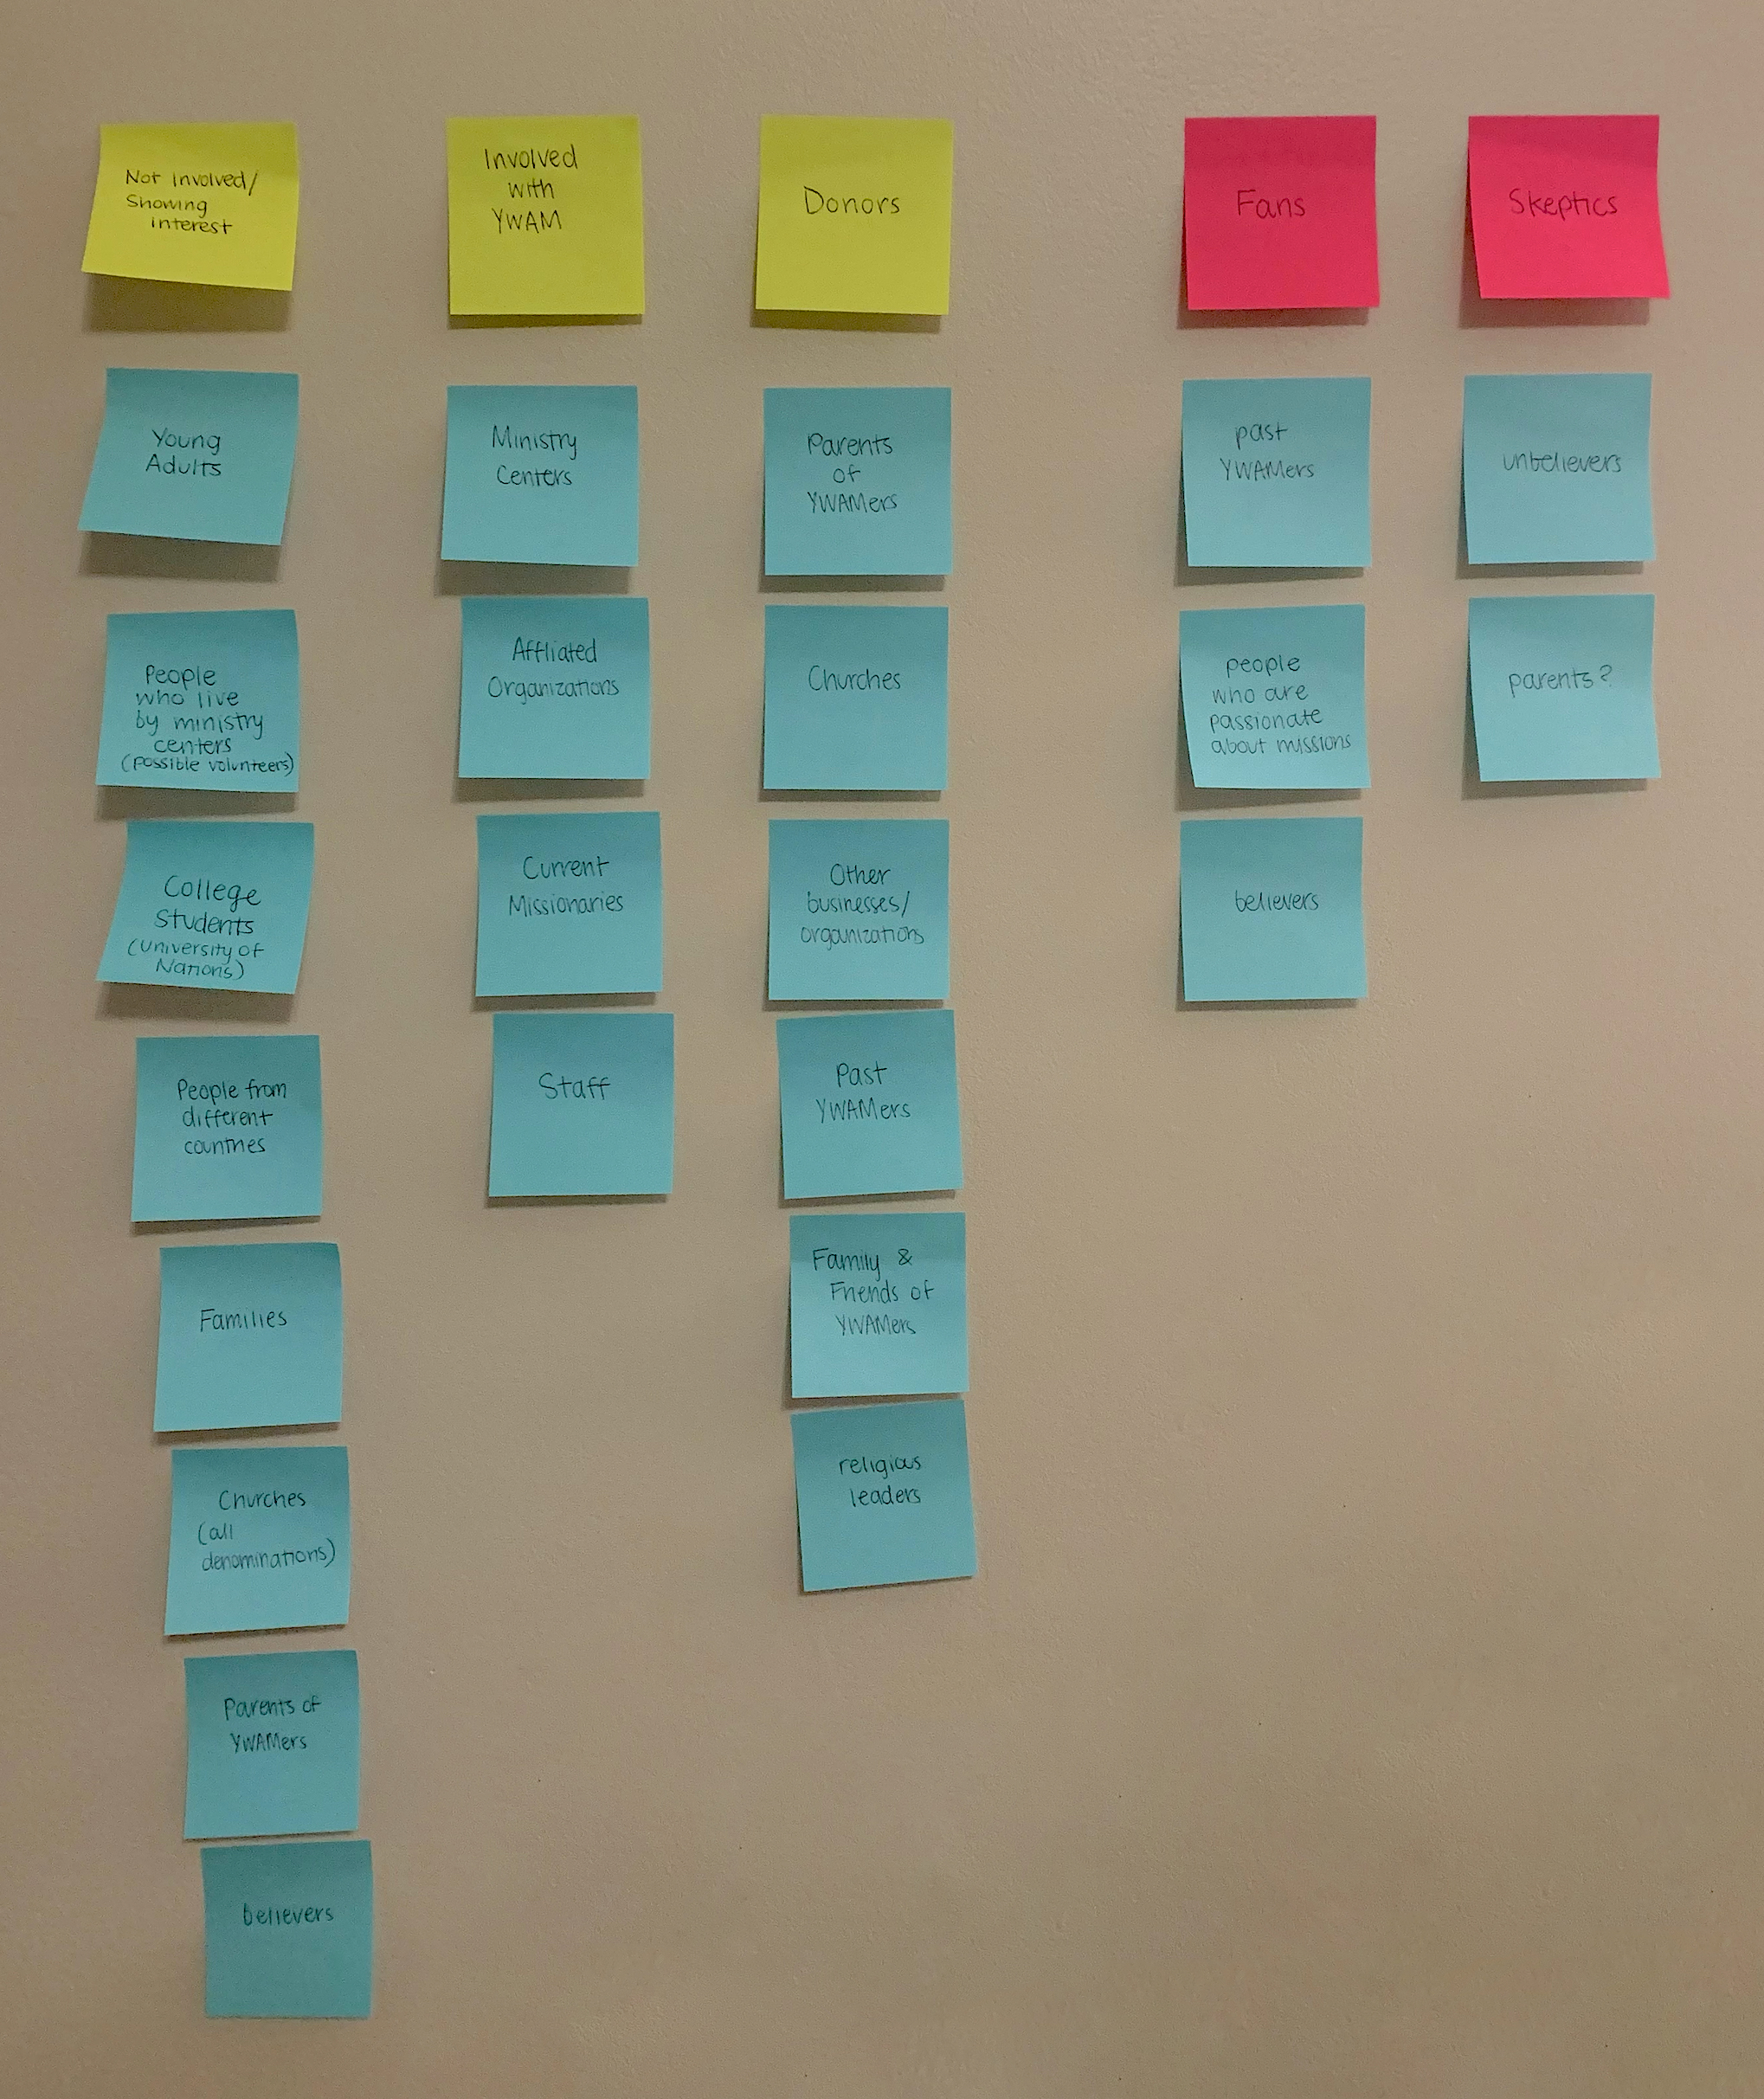 Not Involved/
Showing
interest
Young
Adults
People
who live
by ministry
centers
(possible volunteers)
College
Students
(University of
Nations)
People from
different
countries
Families
Churches
(all
denominations)
Parents of
YWAMers
believers
Involved
with
YWAM
Ministry
Centers
Affliated
Organizations
Current
Missionaries
Staff
Donors
Parents
of
YWAMers
Churches
Other
businesses/
organizations
Past
YWAMers
Family &
Friends of
YWAMers
religious
leaders
Fans
past
YWAMers
people
who are
passionate
about missions
believers
Skeptics
unbelievers
parents?